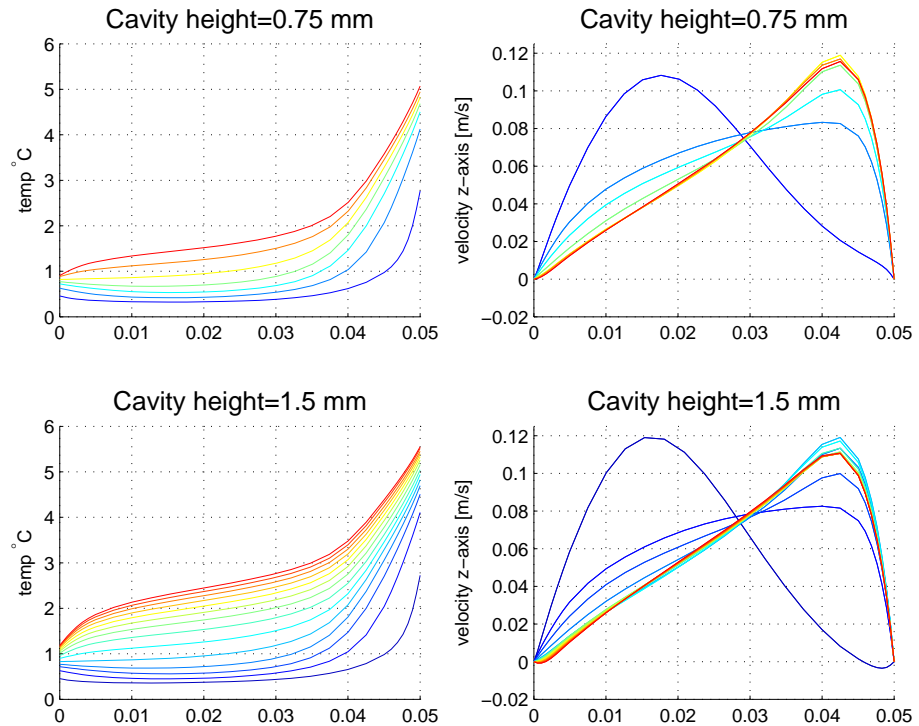 Cavity height=0.75 mm
temp °C
6
5
4
3
2
1
0
0 0.01 0.02 0.03 0.04 0.05
Cavity height=0.75 mm
velocity z−axis [m/s]
0.12
0.1
0.08
0.06
0.04
0.02
0
−0.02
0 0.01 0.02 0.03 0.04 0.05
Cavity height=1.5 mm
temp °C
6
5
4
3
2
1
0
0 0.01 0.02 0.03 0.04 0.05
Cavity height=1.5 mm
velocity z−axis [m/s]
0.12
0.1
0.08
0.06
0.04
0.02
0
−0.02
0 0.01 0.02 0.03 0.04 0.05